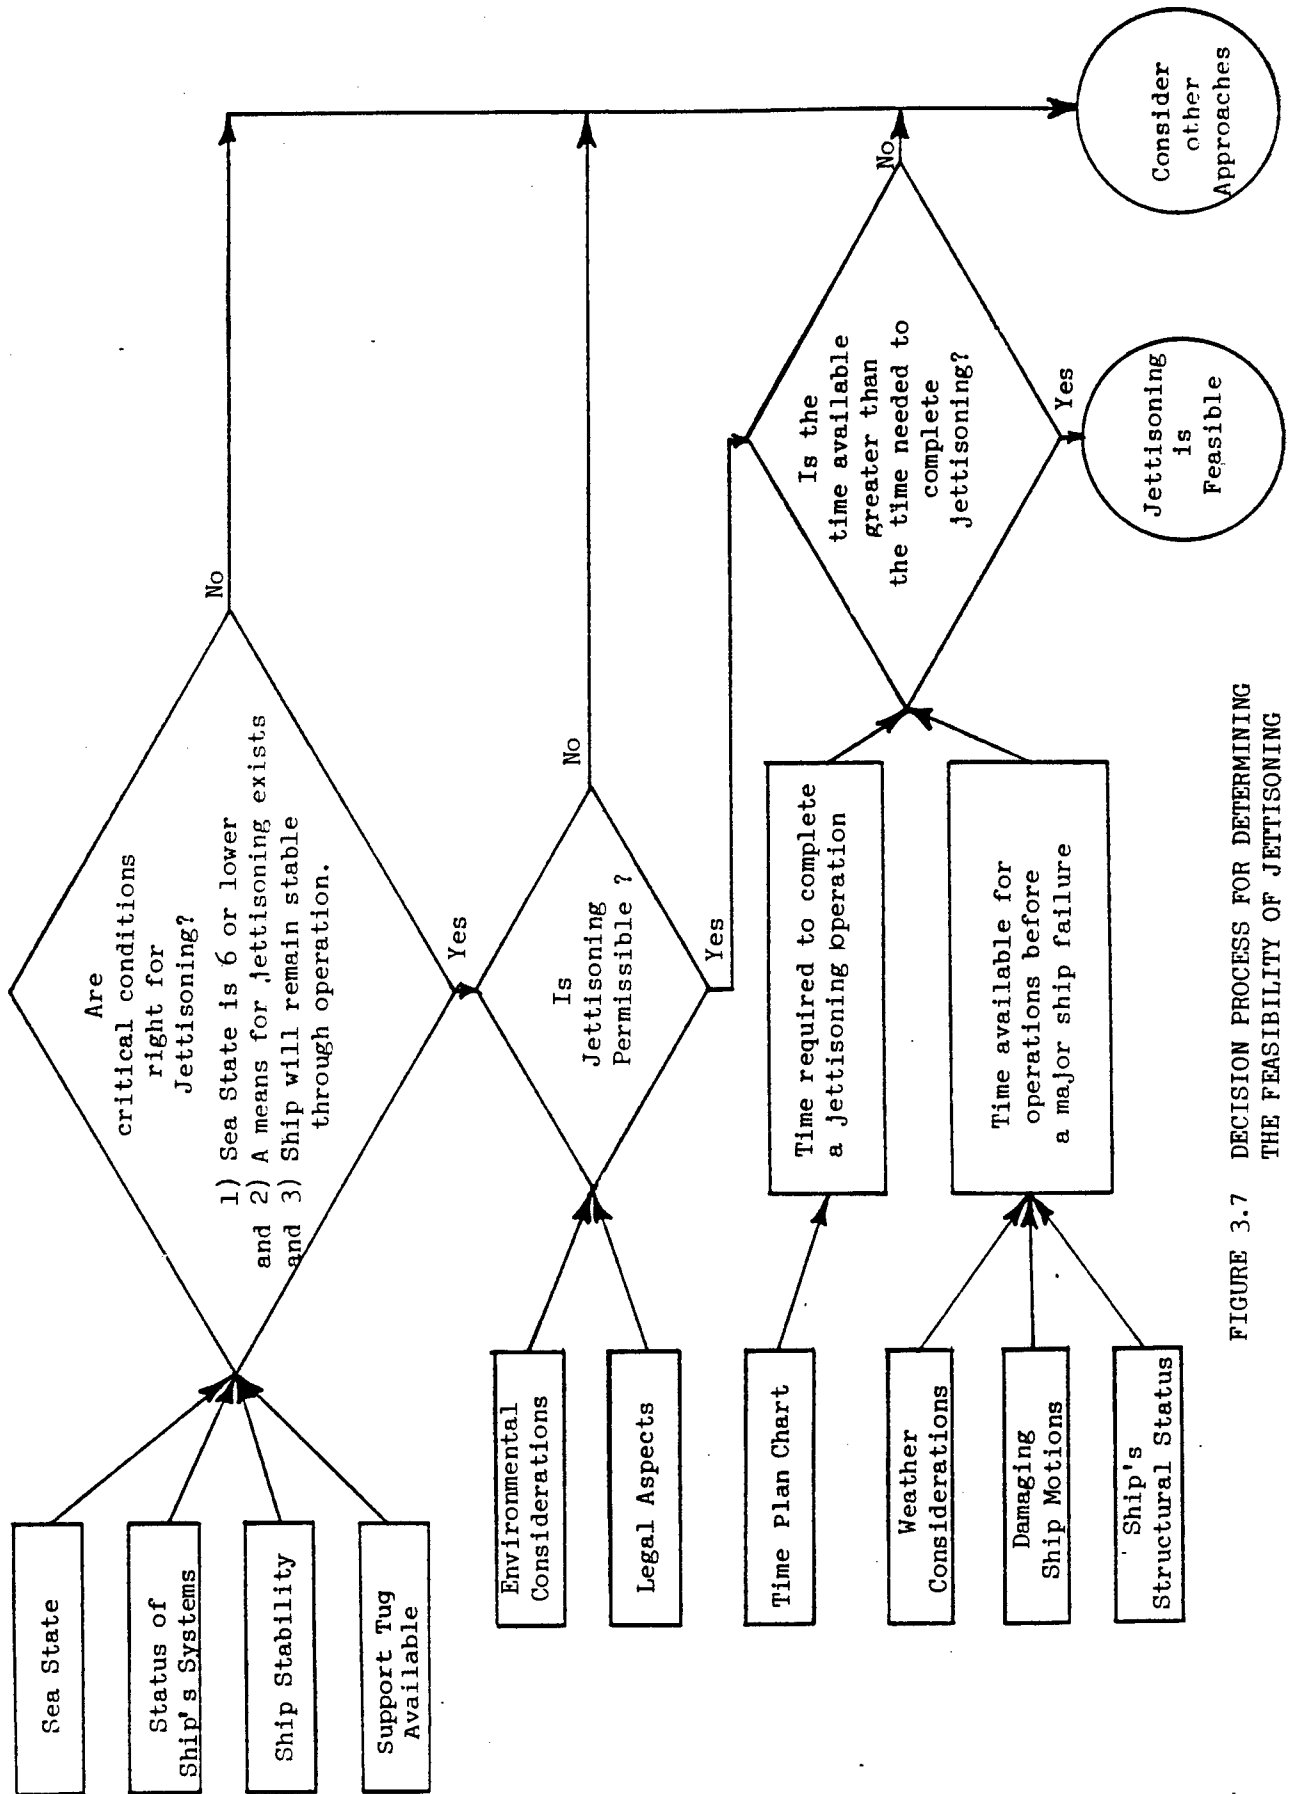 Sea State
Status of
Ship's Systems
Ship Stability
Support Tug
Available
Are
critical conditions
right for
Jettisoning?
1) Sea State is 6 or lower
and 2) A means for jettisoning exists
and 3) Ship will remain stable
through operation.
No
Yes
Environmental
Considerations
Legal Aspects
Is
Jettisoning
Permissible ?
No
Yes
Time Plan Chart
Time required to complete
a jettisoning operation
Weather
Considerations
Damaging
Ship Motions
Ship's
Structural Status
Time available for
operations before
a major ship failure
Is the
time available
greater than
the time needed to
complete
jettisoning?
No
Yes
Jettisoning
is
Feasible
Consider
other
Approaches
FIGURE 3.7 DECISION PROCESS FOR DETERMINING
THE FEASIBILITY OF JETTISONING